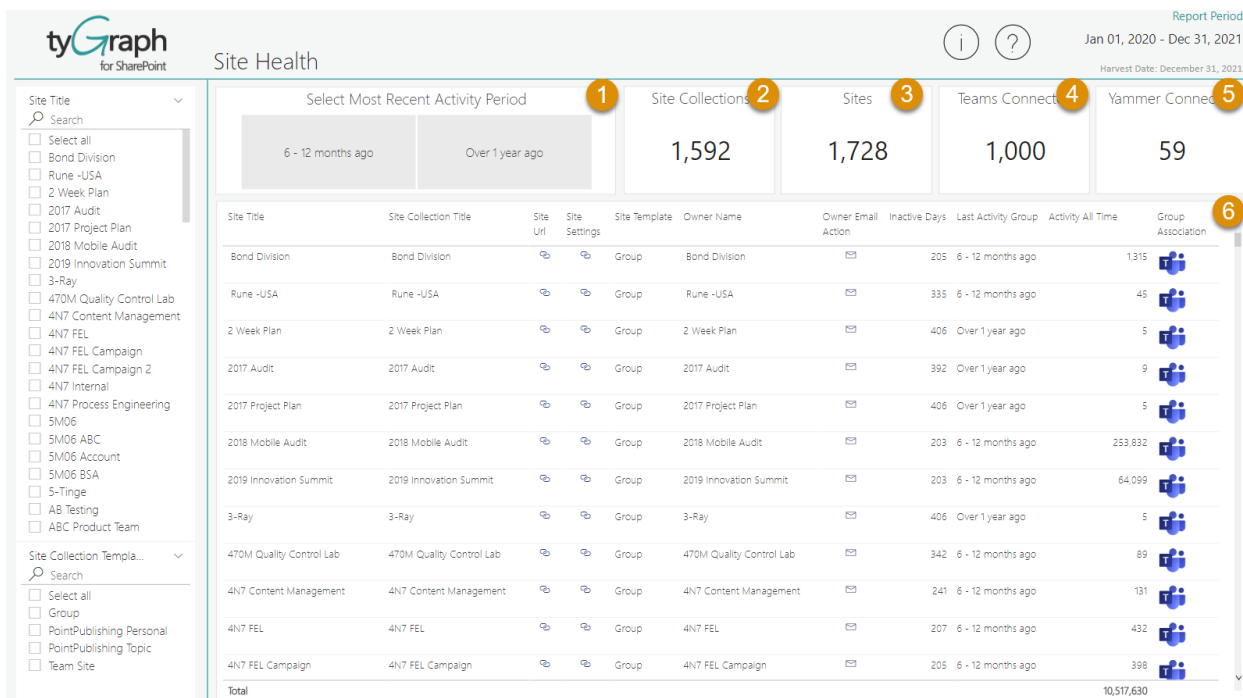 tyGraph
for SharePoint
Site Health
i
?
Report Period
Jan 01, 2020 - Dec 31, 2021
Harvest Date: December 31, 2021
Site Title
Search
Select all
Bond Division
Rune -USA
2 Week Plan
2017 Audit
2017 Project Plan
2018 Mobile Audit
2019 Innovation Summit
3-Ray
470M Quality Control Lab
4N7 Content Management
4N7 FEL
4N7 FEL Campaign
4N7 FEL Campaign 2
4N7 Internal
4N7 Process Engineering
5M06
5M06 ABC
5M06 Account
5M06 BSA
5-Tinge
AB Testing
ABC Product Team
Site Collection Templa...
Search
Select all
Group
PointPublishing Personal
PointPublishing Topic
Team Site
Select Most Recent Activity Period
1
6 - 12 months ago
Over 1 year ago
Site Collections
2
1,592
Sites
3
1,728
Teams Connect
4
1,000
Yammer Connec
5
59
6
Site Title Site Collection Title Site Url Site Settings Site Template Owner Name Owner Email Action Inactive Days Last Activity Group Activity All Time Group Association
Bond Division Bond Division Group Bond Division 205 6 - 12 months ago 1,315
Rune -USA Rune -USA Group Rune -USA 335 6 - 12 months ago 45
2 Week Plan 2 Week Plan Group 2 Week Plan 406 Over 1 year ago 5
2017 Audit 2017 Audit Group 2017 Audit 392 Over 1 year ago 9
2017 Project Plan 2017 Project Plan Group 2017 Project Plan 406 Over 1 year ago 5
2018 Mobile Audit 2018 Mobile Audit Group 2018 Mobile Audit 203 6 - 12 months ago 253,832
2019 Innovation Summit 2019 Innovation Summit Group 2019 Innovation Summit 203 6 - 12 months ago 64,099
3-Ray 3-Ray Group 3-Ray 406 Over 1 year ago 5
470M Quality Control Lab 470M Quality Control Lab Group 470M Quality Control Lab 342 6 - 12 months ago 89
4N7 Content Management 4N7 Content Management Group 4N7 Content Management 241 6 - 12 months ago 131
4N7 FEL 4N7 FEL Group 4N7 FEL 207 6 - 12 months ago 432
4N7 FEL Campaign 4N7 FEL Campaign Group 4N7 FEL Campaign 205 6 - 12 months ago 398
Total 10,517,630